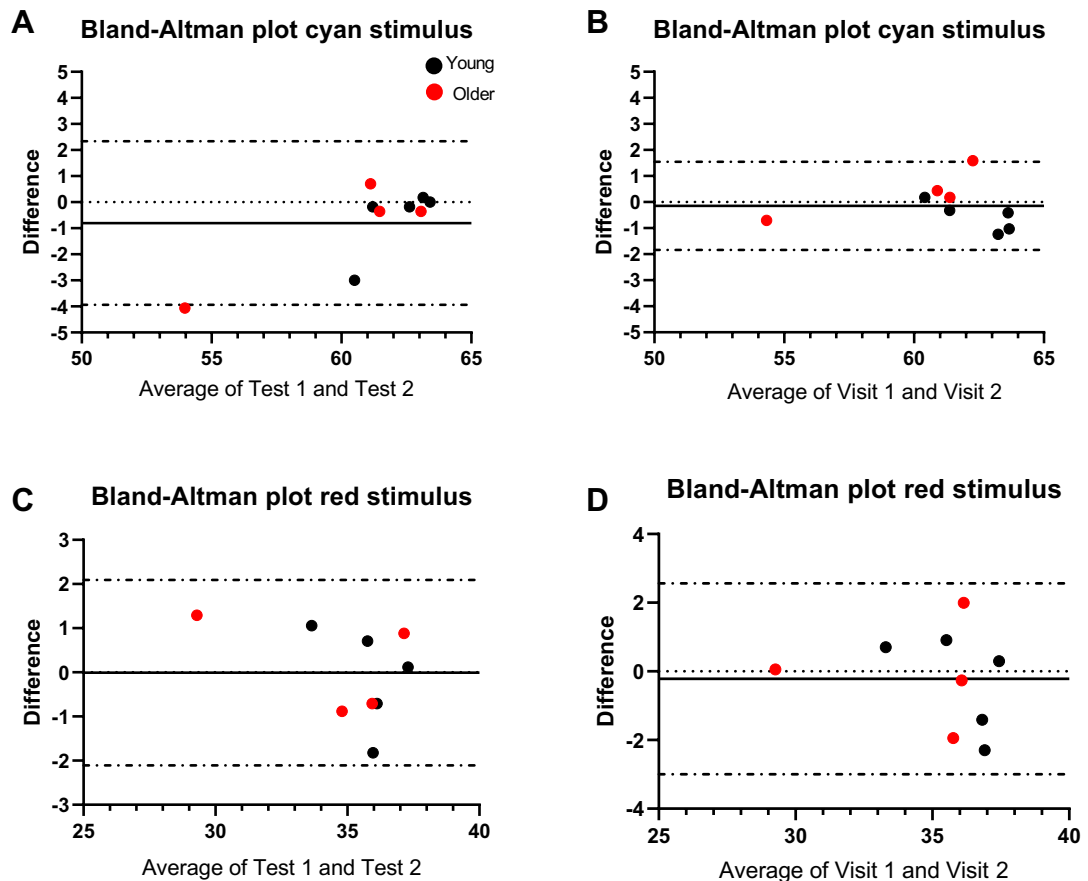 A
Bland-Altman plot cyan stimulus
Young
Older
Difference
5
4
3
2
1
0
-1
-2
-3
-4
-5
50
55
60
65
Average of Test 1 and Test 2
B
Bland-Altman plot cyan stimulus
Difference
5
4
3
2
1
0
-1
-2
-3
-4
-5
50
55
60
65
Average of Visit 1 and Visit 2
C
Bland-Altman plot red stimulus
Difference
3
2
1
0
-1
-2
-3
25
30
35
40
Average of Test 1 and Test 2
D
Bland-Altman plot red stimulus
Difference
4
2
0
-2
-4
25
30
35
40
Average of Visit 1 and Visit 2